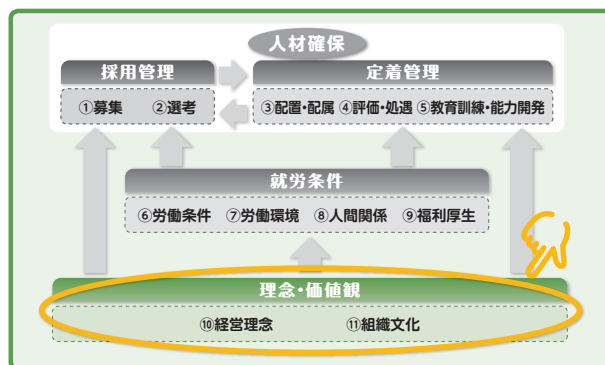 人材確保
採用管理
定着管理
①募集 ②選考
③配置・配属 ④評価・処遇 ⑤教育訓練・能力開発
就労条件
⑥労働条件 ⑦労働環境 ⑧人間関係 ⑨福利厚生
理念・価値観
⑩経営理念 ⑪組織文化